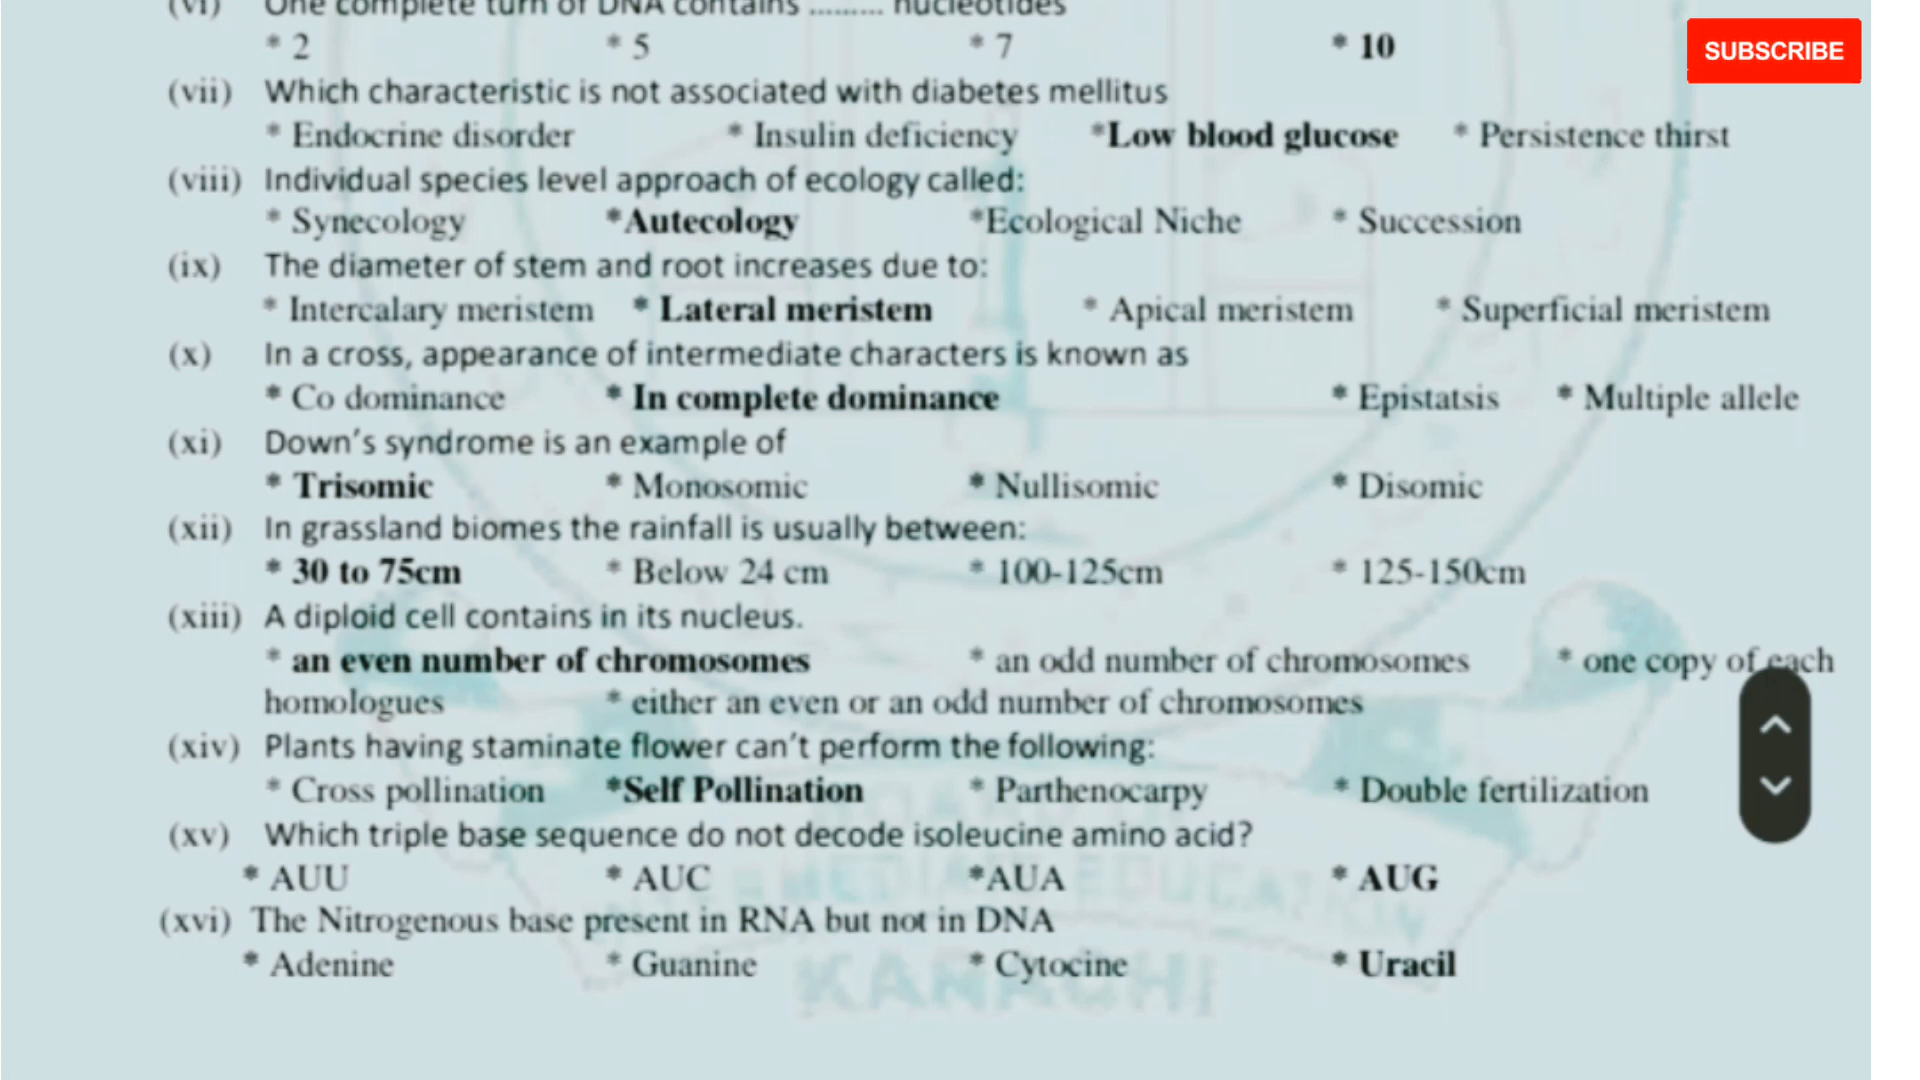 (vi) One complete turn of DNA contains ......... nucleotides
* 2 * 5 * 7 * 10
SUBSCRIBE
(vii) Which characteristic is not associated with diabetes mellitus
* Endocrine disorder * Insulin deficiency *Low blood glucose * Persistence thirst
(viii) Individual species level approach of ecology called:
* Synecology *Autecology *Ecological Niche * Succession
(ix) The diameter of stem and root increases due to:
* Intercalary meristem * Lateral meristem * Apical meristem * Superficial meristem
(x) In a cross, appearance of intermediate characters is known as
* Co dominance * In complete dominance * Epistatsis * Multiple allele
(xi) Down's syndrome is an example of
* Trisomic * Monosomic * Nullisomic * Disomic
(xii) In grassland biomes the rainfall is usually between:
* 30 to 75cm * Below 24 cm * 100-125cm * 125-150cm
(xiii) A diploid cell contains in its nucleus.
* an even number of chromosomes * an odd number of chromosomes * one copy of each
homologues * either an even or an odd number of chromosomes
(xiv) Plants having staminate flower can't perform the following:
* Cross pollination *Self Pollination * Parthenocarpy * Double fertilization
(xv) Which triple base sequence do not decode isoleucine amino acid?
* AUU * AUC *AUA * AUG
(xvi) The Nitrogenous base present in RNA but not in DNA
* Adenine * Guanine * Cytocine * Uracil
KARACHI